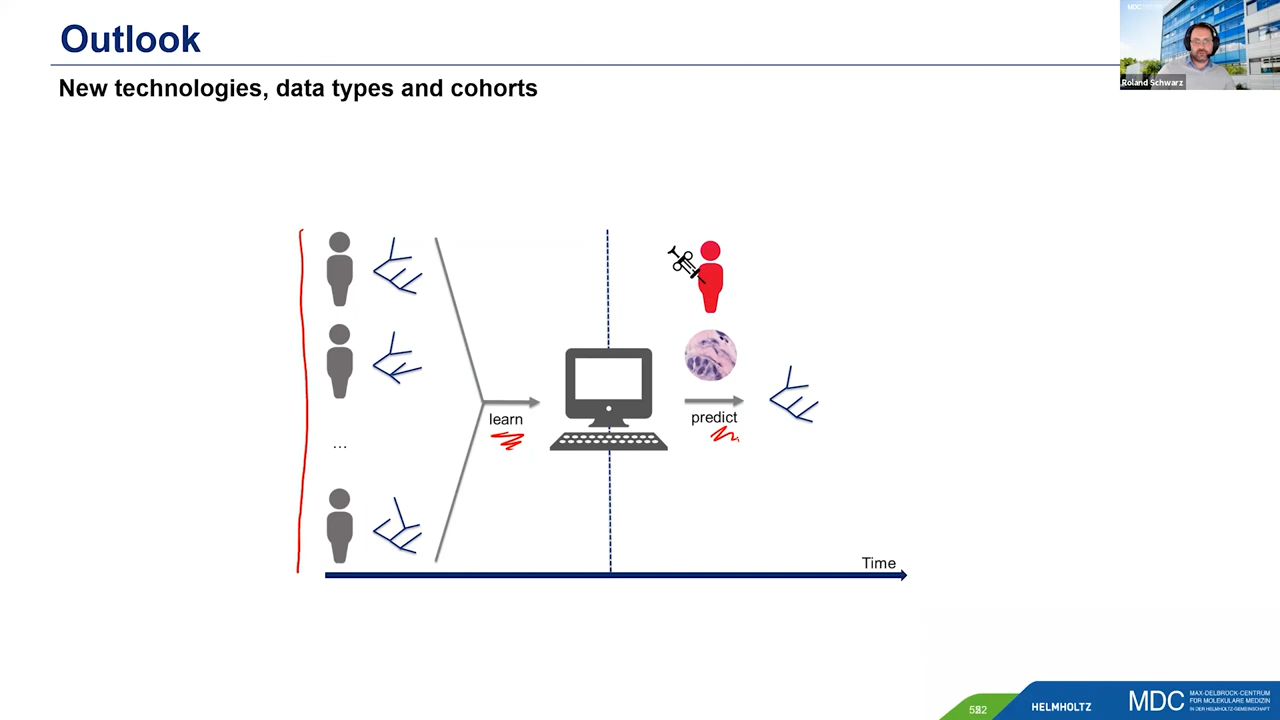 Outlook
New technologies, data types and cohorts
MDC
Roland Schwarz
learn
predict
...
Time
HELMHOLTZ
MDC
MAX-DELBRÜCK-CENTRUM
FÜR MOLEKULARE MEDIZIN
IN DER HELMHOLTZ-GEMEINSCHAFT